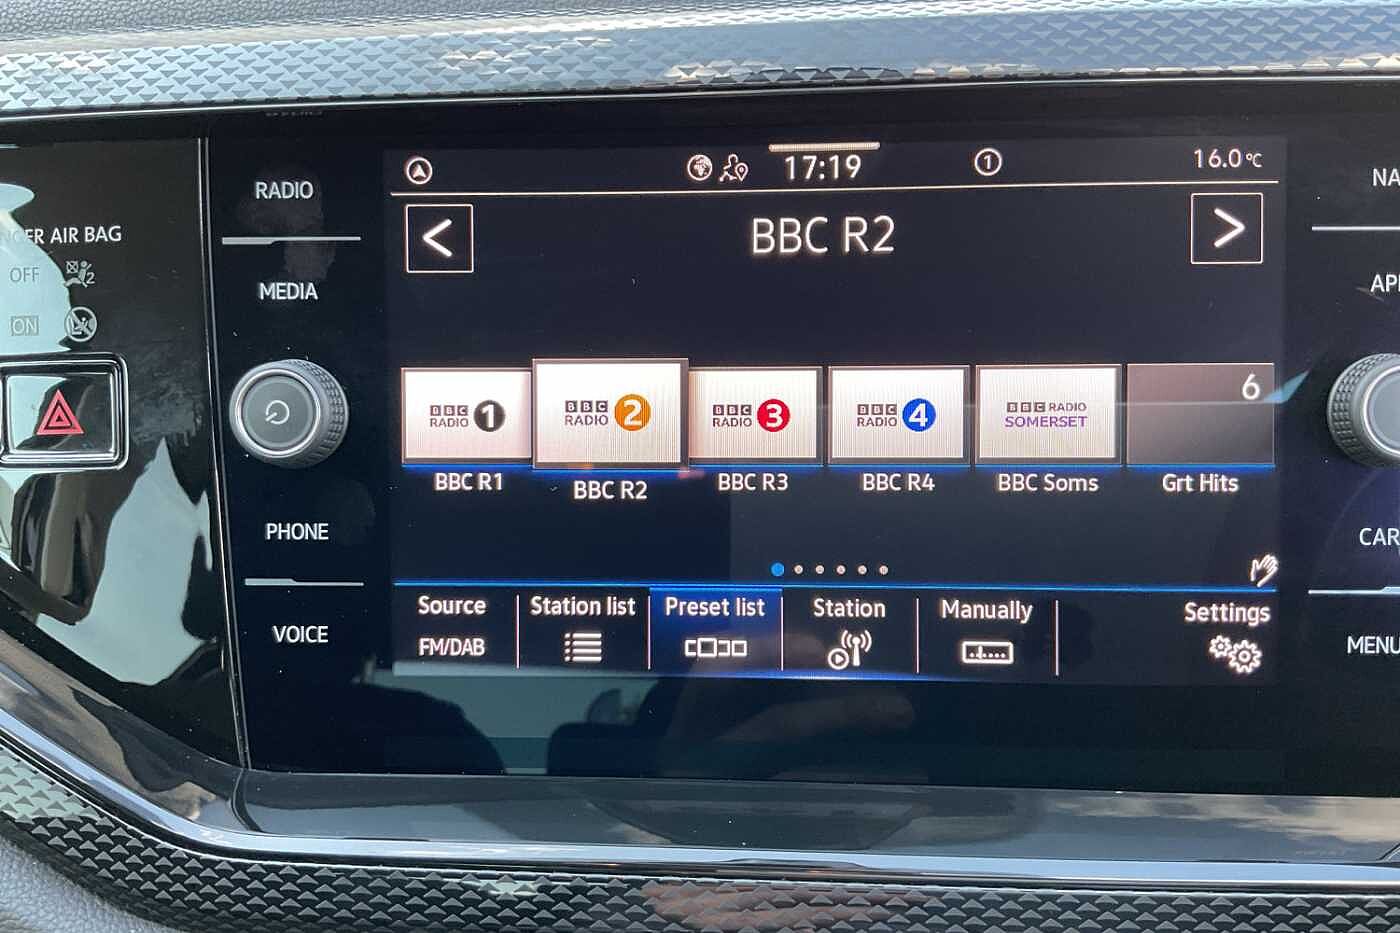 RADIO
MEDIA
PHONE
VOICE
AIR BAG
OFF
2
ON
17:19
1
16.0°C
<
BBC R2
>
BBC RADIO 1
BBC RADIO 2
BBC RADIO 3
BBC RADIO 4
BBC RADIO SOMERSET
6
BBC R1
BBC R2
BBC R3
BBC R4
BBC Soms
Grt Hits
Source
FM/DAB
Station list
Preset list
Station
Manually
Settings
CAR
MENU